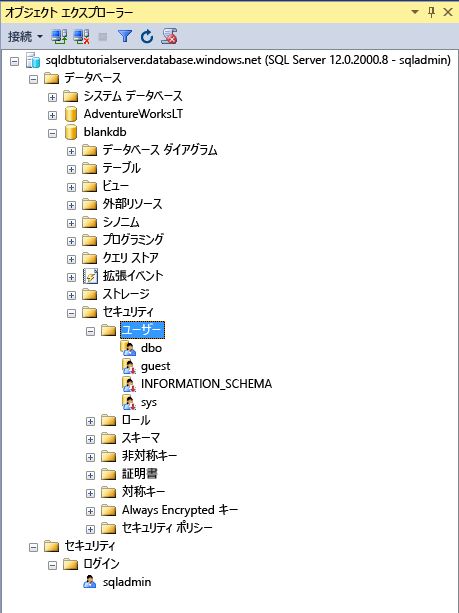 オブジェクト エクスプローラー
接続
sqldbtutorialserver.database.windows.net (SQL Server 12.0.2000.8 - sqladmin)
データベース
システム データベース
AdventureWorksLT
blankdb
データベース ダイアグラム
テーブル
ビュー
外部リソース
シノニム
プログラミング
クエリ ストア
拡張イベント
ストレージ
セキュリティ
ユーザー
dbo
guest
INFORMATION_SCHEMA
sys
ロール
スキーマ
非対称キー
証明書
対称キー
Always Encrypted キー
セキュリティ ポリシー
セキュリティ
ログイン
sqladmin